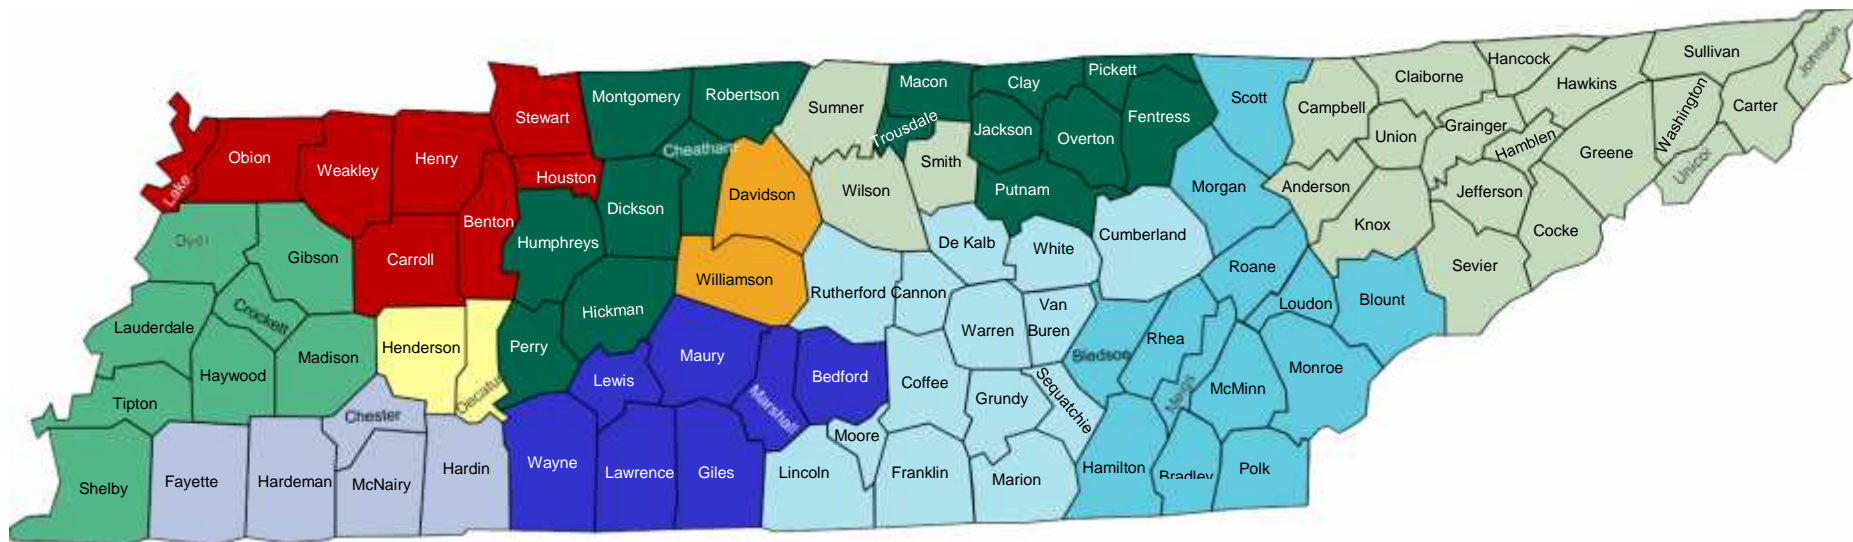 Hancock
Sullivan
Johnson
Claiborne
Hawkins
Pickett
Macon
Clay
Scott
Montgomery
Robertson
Sumner
Campbell
Carter
Washington
Stewart
Trousdale
Jackson
Overton
Fentress
Union
Grainger
Hamblen
Greene
Unicoi
Obion
Weakley
Henry
Cheatham
Smith
Lake
Houston
Benton
Dickson
Davidson
Wilson
Putnam
Morgan
Anderson
Jefferson
Knox
Cocke
Dyer
Gibson
Carroll
Humphreys
De Kalb
White
Cumberland
Roane
Sevier
Williamson
Rutherford
Cannon
Loudon
Blount
Crockett
Hickman
Van
Buren
Lauderdale
Madison
Henderson
Perry
Maury
Warren
Bledsoe
Rhea
Haywood
Decatur
Lewis
Marshall
Bedford
Coffee
Grundy
Sequatchie
Meigs
McMinn
Monroe
Tipton
Chester
Moore
Shelby
Fayette
Hardeman
McNairy
Hardin
Wayne
Lawrence
Giles
Lincoln
Franklin
Marion
Hamilton
Bradley
Polk